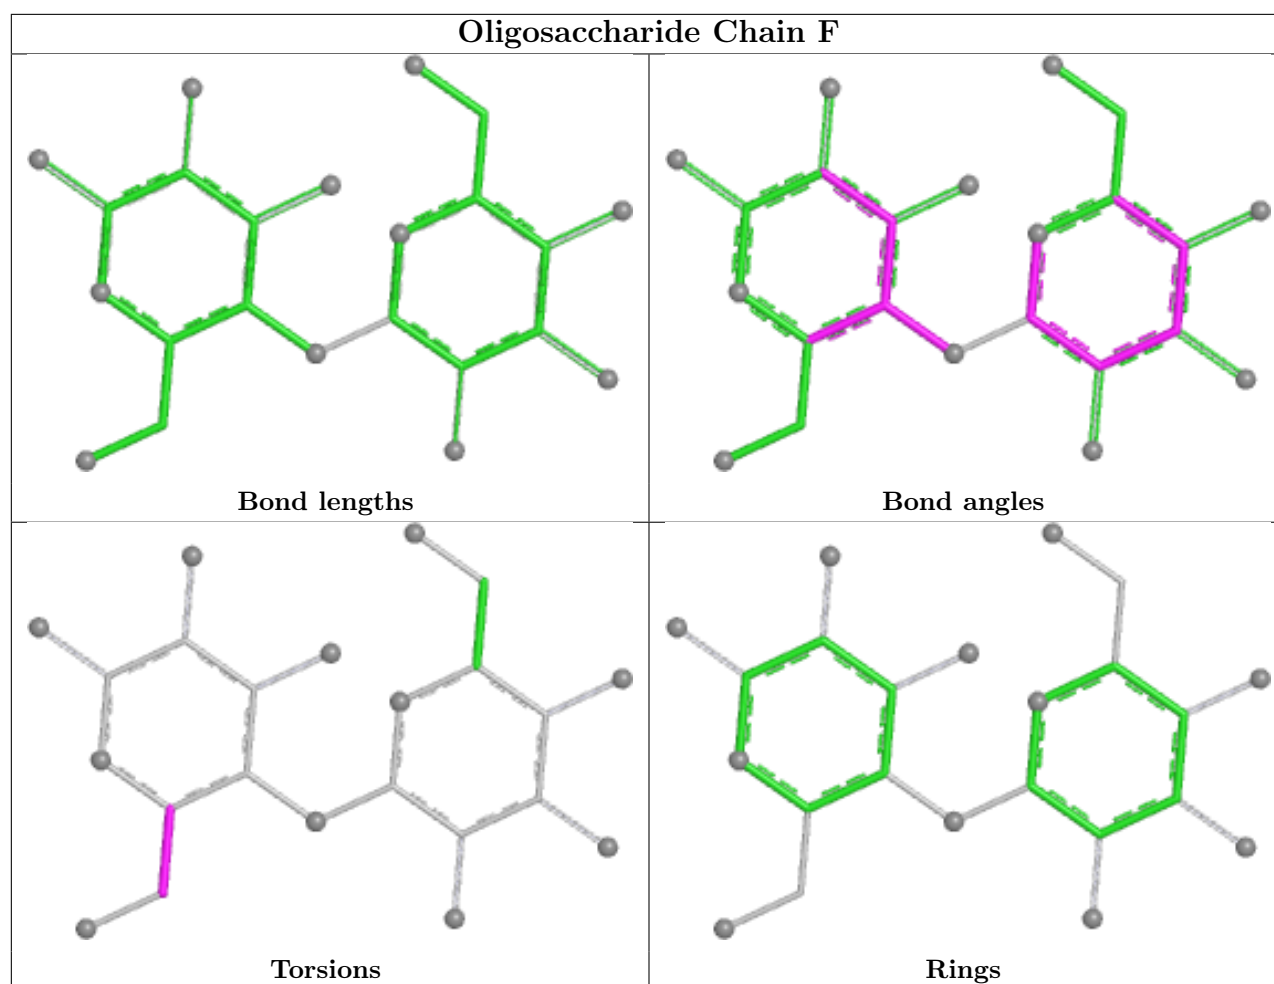 Oligosaccharide Chain F
Bond lengths
Bond angles
Torsions
Rings